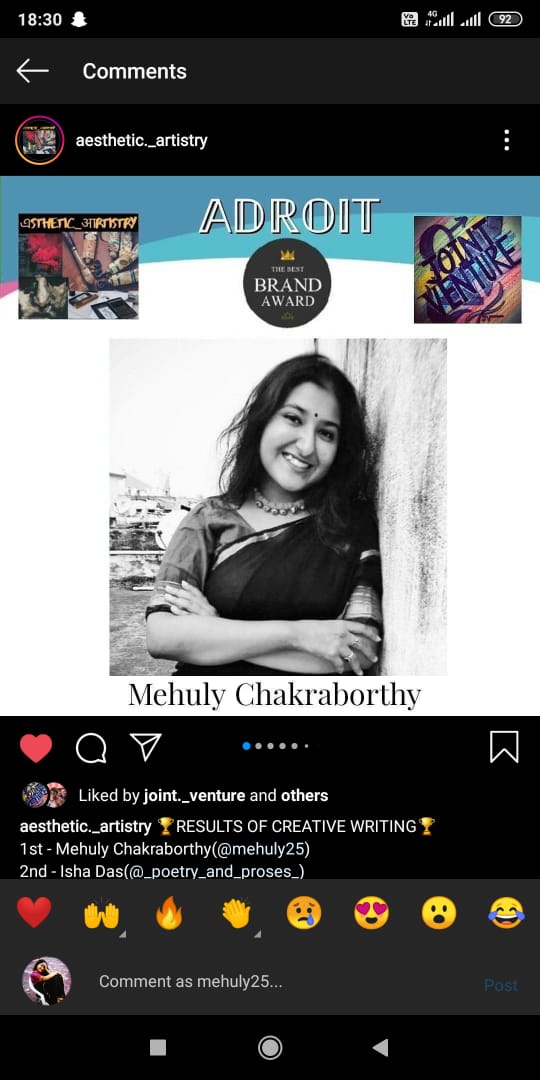 18:30
Vo
LTE
4G
92
Comments
aesthetic._artistry
ADROIT
এSTHETIC_আRTISTRY
THE BEST
BRAND
AWARD
JOINT
VENTURE
Mehuly Chakraborthy
Liked by joint._venture and others
aesthetic._artistry 🏆RESULTS OF CREATIVE WRITING🏆
1st - Mehuly Chakraborthy(@mehuly25)
2nd - Isha Das(@_poetry_and_proses_)
Comment as mehuly25...
Post